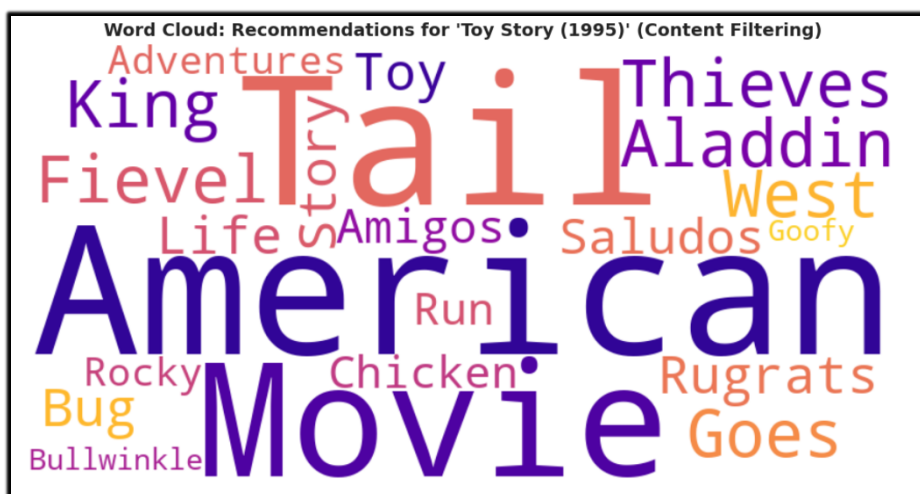 Word Cloud: Recommendations for 'Toy Story (1995)' (Content Filtering)
Adventures
Toy
Tail
Thieves
King
Story
Aladdin
Fievel
West
Life
Amigos
Saludos
Goofy
American
Run
Rocky
Movie
Chicken
Rugrats
Bug
Goes
Bullwinkle